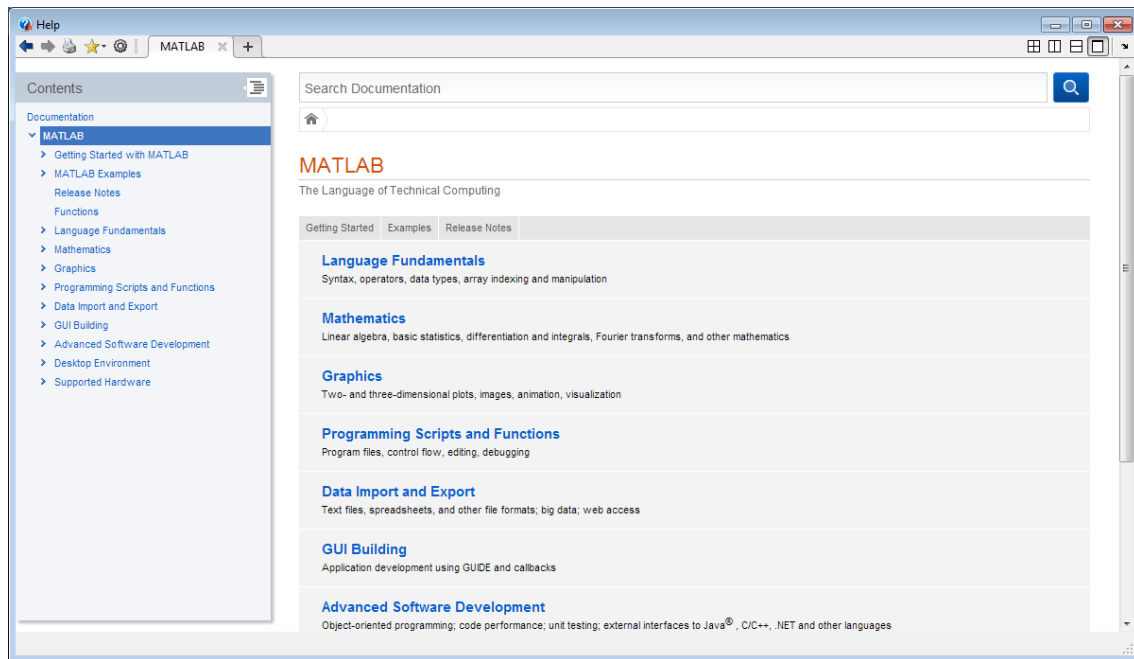 Help
MATLAB
Contents
Documentation
MATLAB
Getting Started with MATLAB
MATLAB Examples
Release Notes
Functions
Language Fundamentals
Mathematics
Graphics
Programming Scripts and Functions
Data Import and Export
GUI Building
Advanced Software Development
Desktop Environment
Supported Hardware
Search Documentation
MATLAB
The Language of Technical Computing
Getting Started Examples Release Notes
Language Fundamentals
Syntax, operators, data types, array indexing and manipulation
Mathematics
Linear algebra, basic statistics, differentiation and integrals, Fourier transforms, and other mathematics
Graphics
Two- and three-dimensional plots, images, animation, visualization
Programming Scripts and Functions
Program files, control flow, editing, debugging
Data Import and Export
Text files, spreadsheets, and other file formats; big data; web access
GUI Building
Application development using GUIDE and callbacks
Advanced Software Development
Object-oriented programming; code performance; unit testing; external interfaces to Java® , C/C++, .NET and other languages